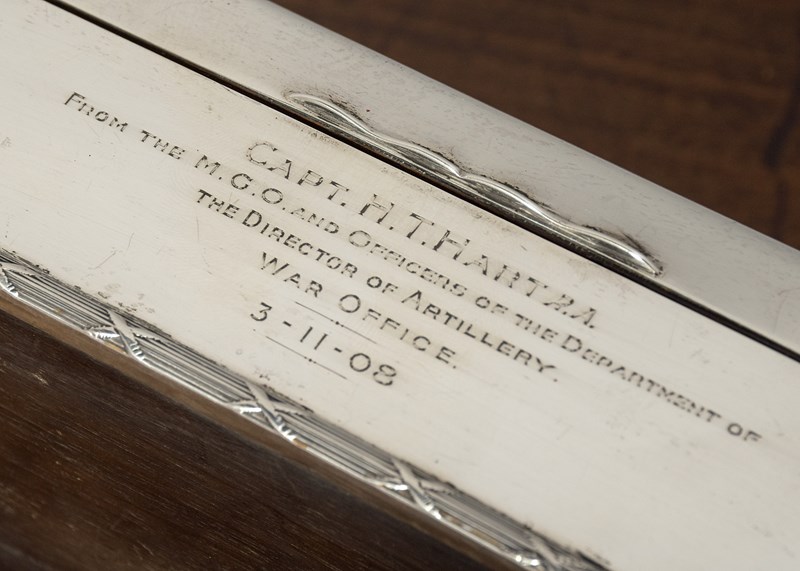 CAPT. H.T. HART R.A.
FROM THE M.G.O. AND OFFICERS OF THE DEPARTMENT OF
THE DIRECTOR OF ARTILLERY.
WAR OFFICE.
3-11-08